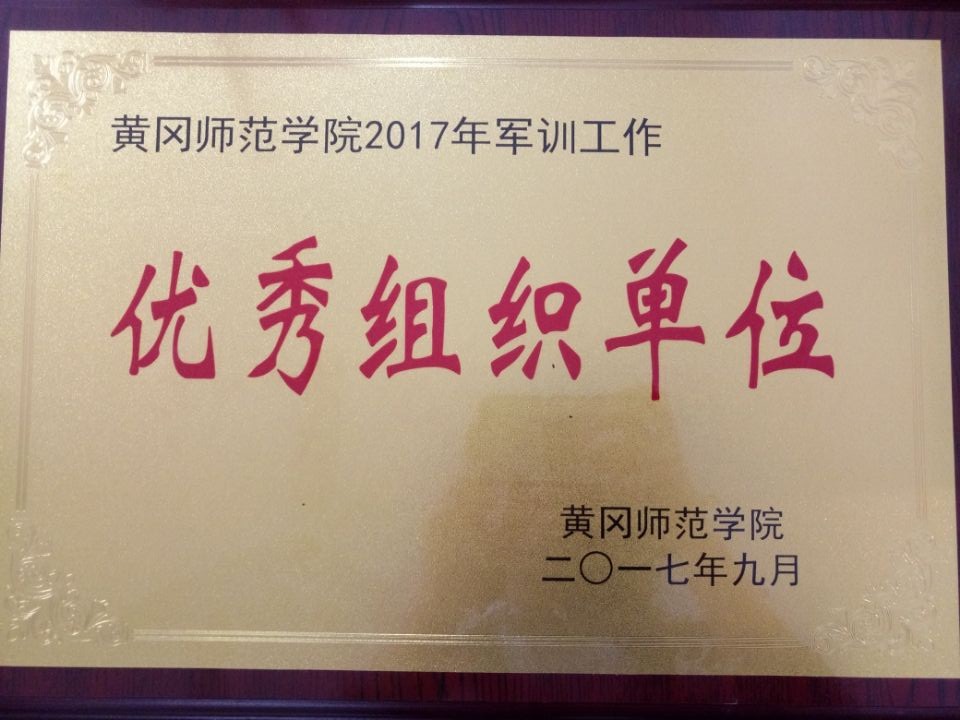 黄冈师范学院2017年军训工作
优秀组织单位
黄冈师范学院
二〇一七年九月